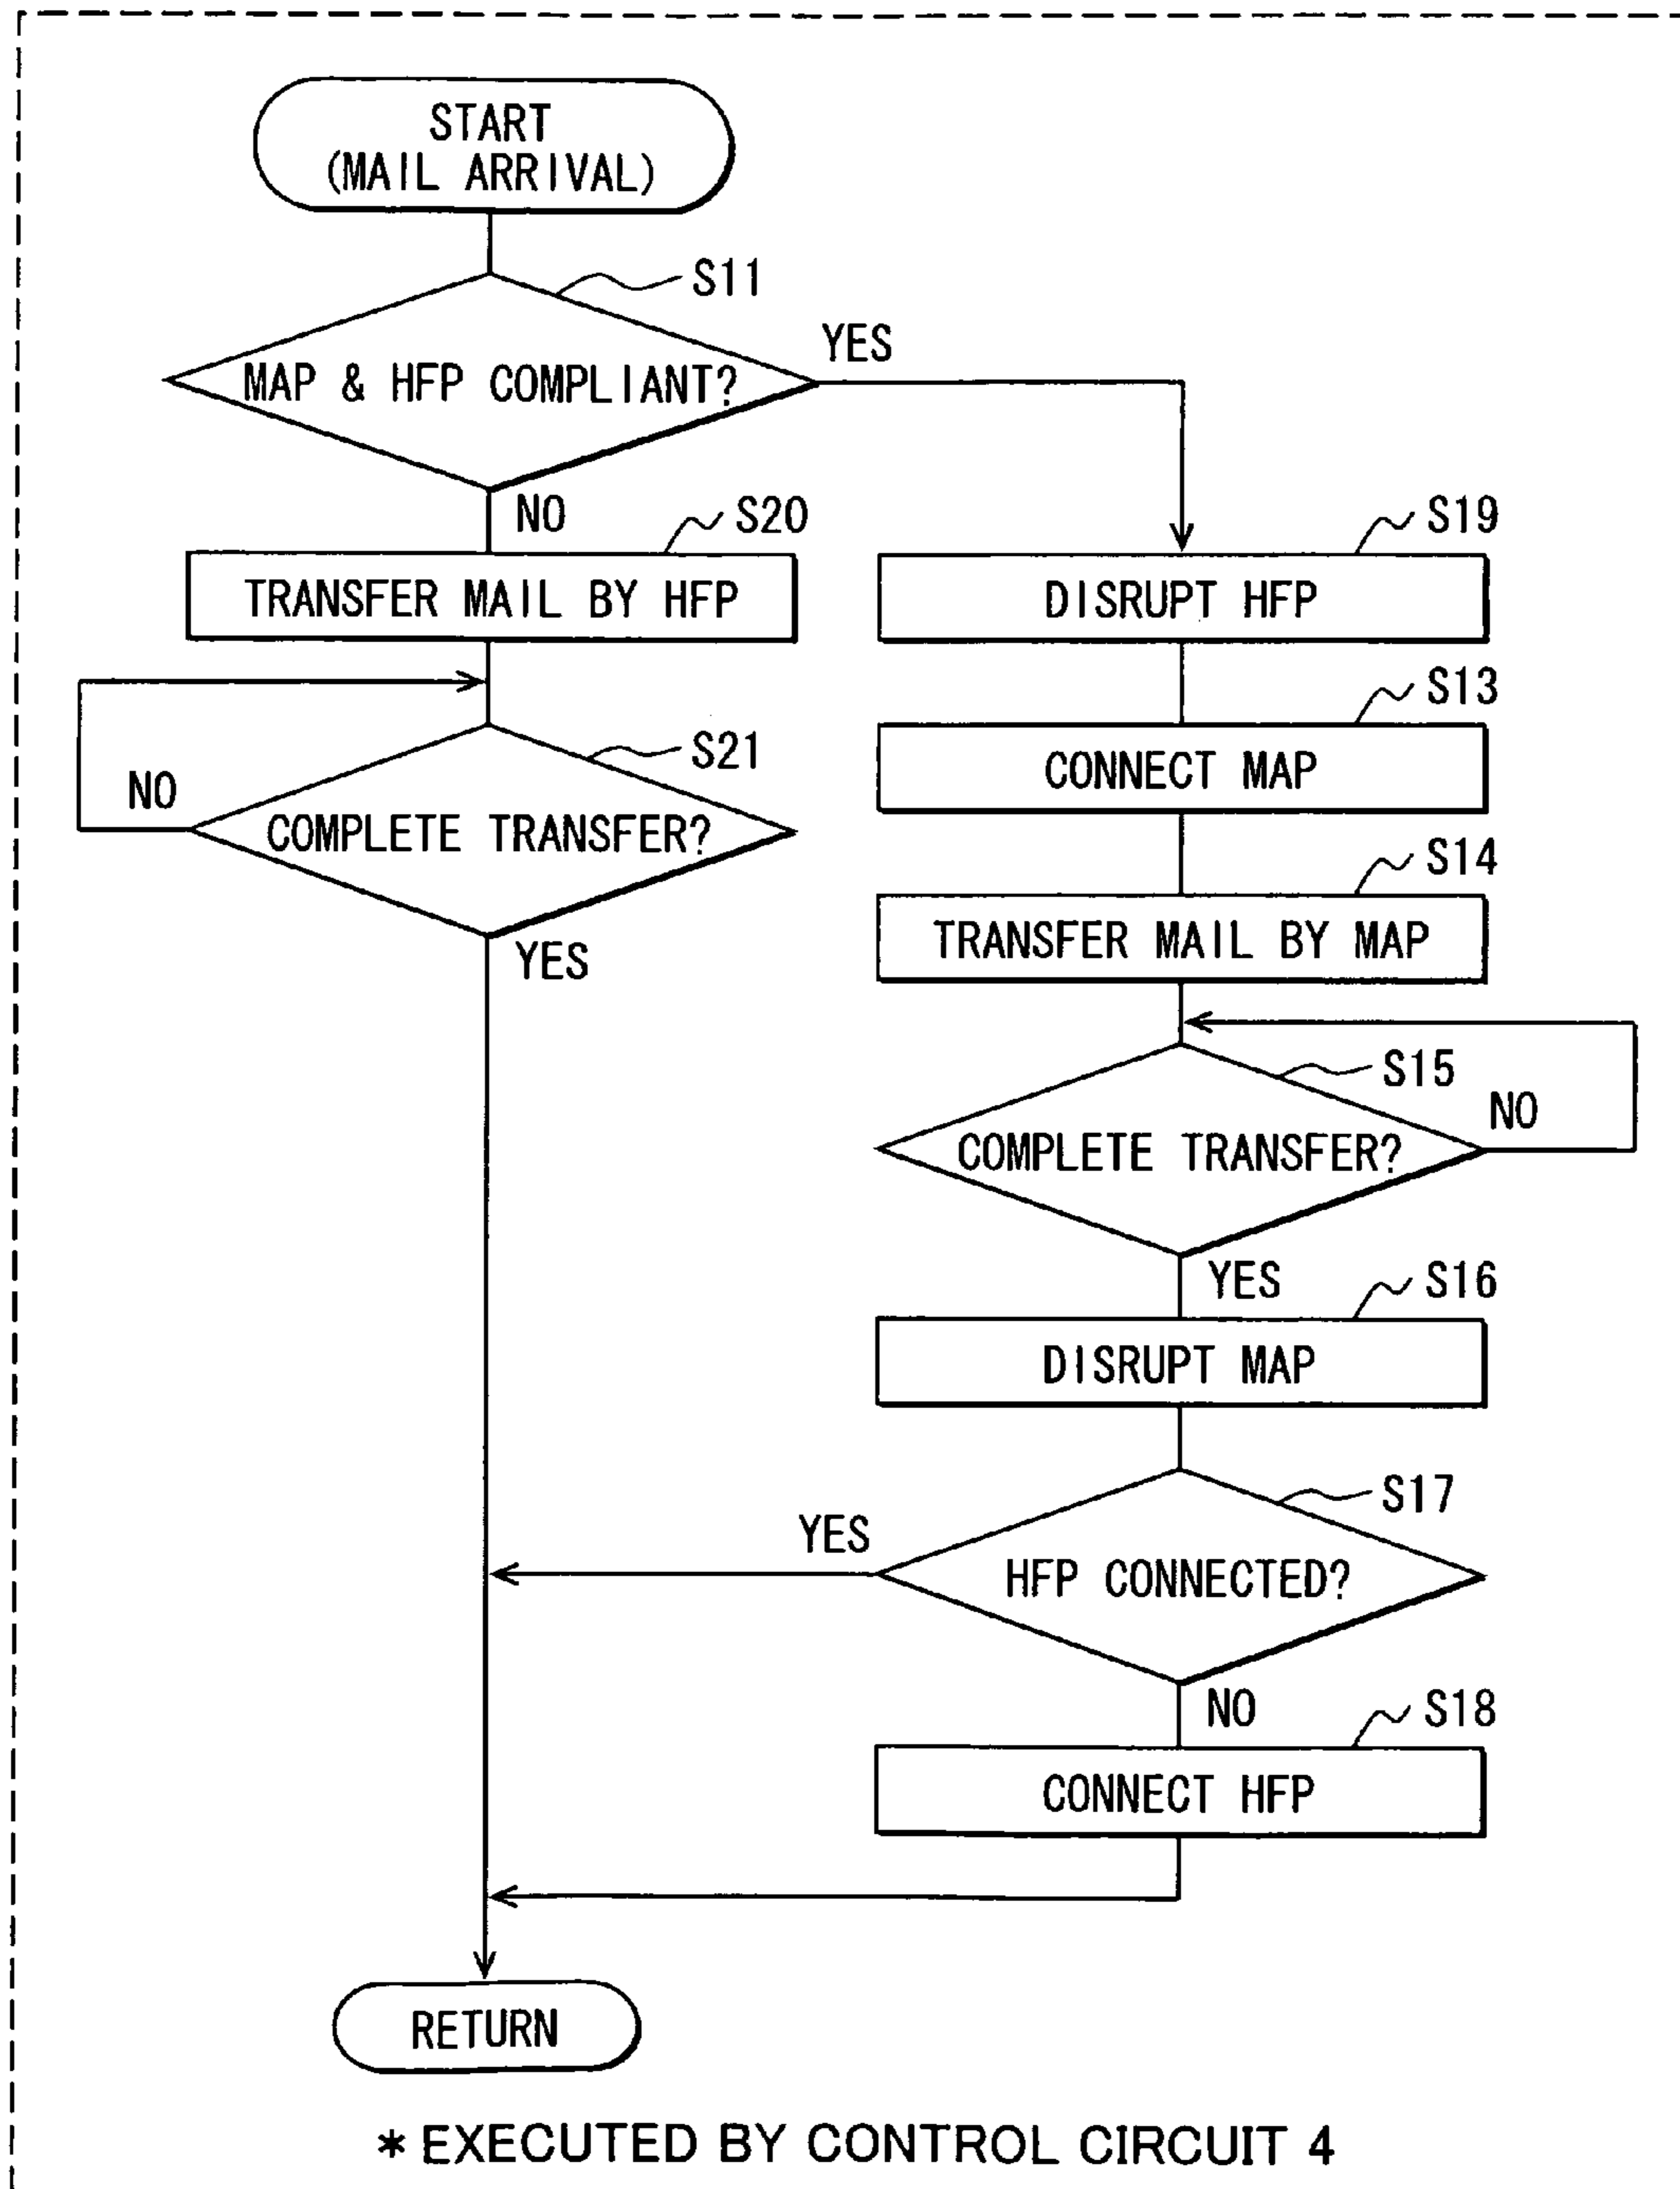 START
(MAIL ARRIVAL)
S11
MAP & HFP COMPLIANT?
YES
NO
S20
TRANSFER MAIL BY HFP
S21
NO
COMPLETE TRANSFER?
YES
S19
DISRUPT HFP
S13
CONNECT MAP
S14
TRANSFER MAIL BY MAP
S15
NO
COMPLETE TRANSFER?
YES
S16
DISRUPT MAP
S17
YES
HFP CONNECTED?
NO
S18
CONNECT HFP
RETURN
* EXECUTED BY CONTROL CIRCUIT 4